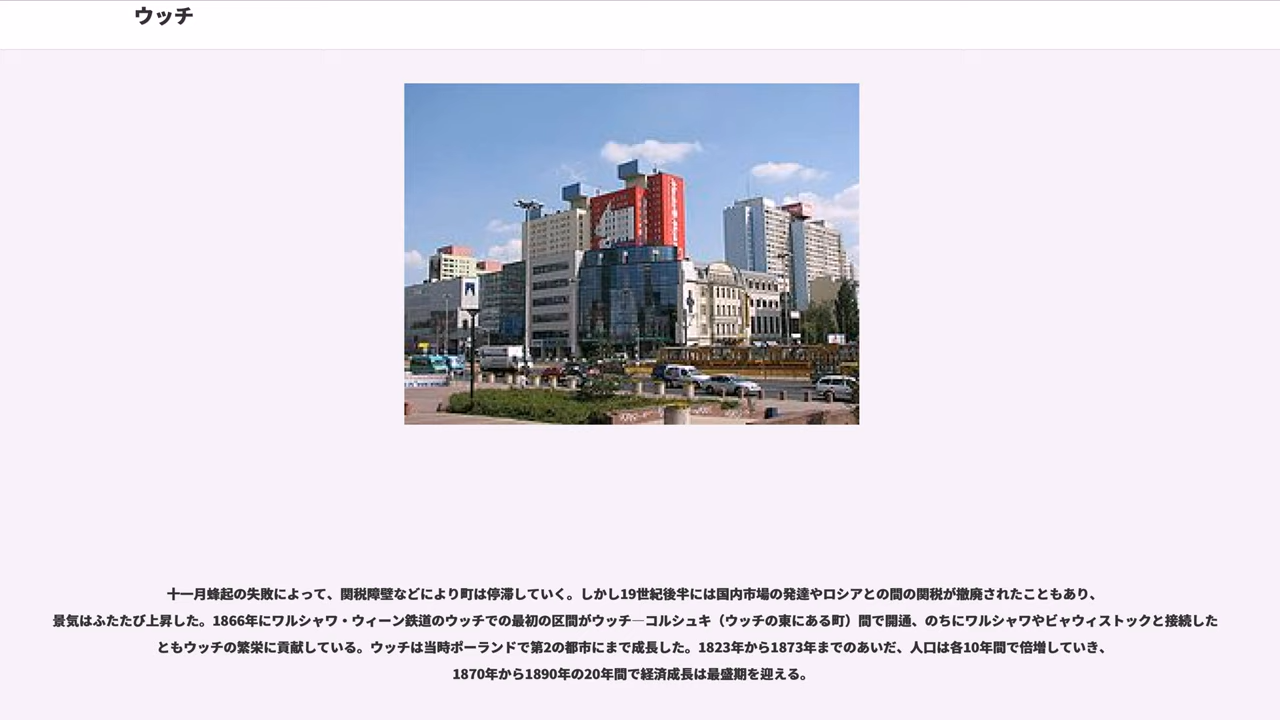 ウッチ
十一月蜂起の失敗によって、関税障壁などにより町は停滞していく。しかし19世紀後半には国内市場の発達やロシアとの間の関税が撤廃されたこともあり、
景気はふたたび上昇した。1866年にワルシャワ・ウィーン鉄道のウッチでの最初の区間がウッチ―コルシュキ（ウッチの東にある町）間で開通、のちにワルシャワやビャウィストックと接続した
ともウッチの繁栄に貢献している。ウッチは当時ポーランドで第2の都市にまで成長した。1823年から1873年までのあいだ、人口は各10年間で倍増していき、
1870年から1890年の20年間で経済成長は最盛期を迎える。